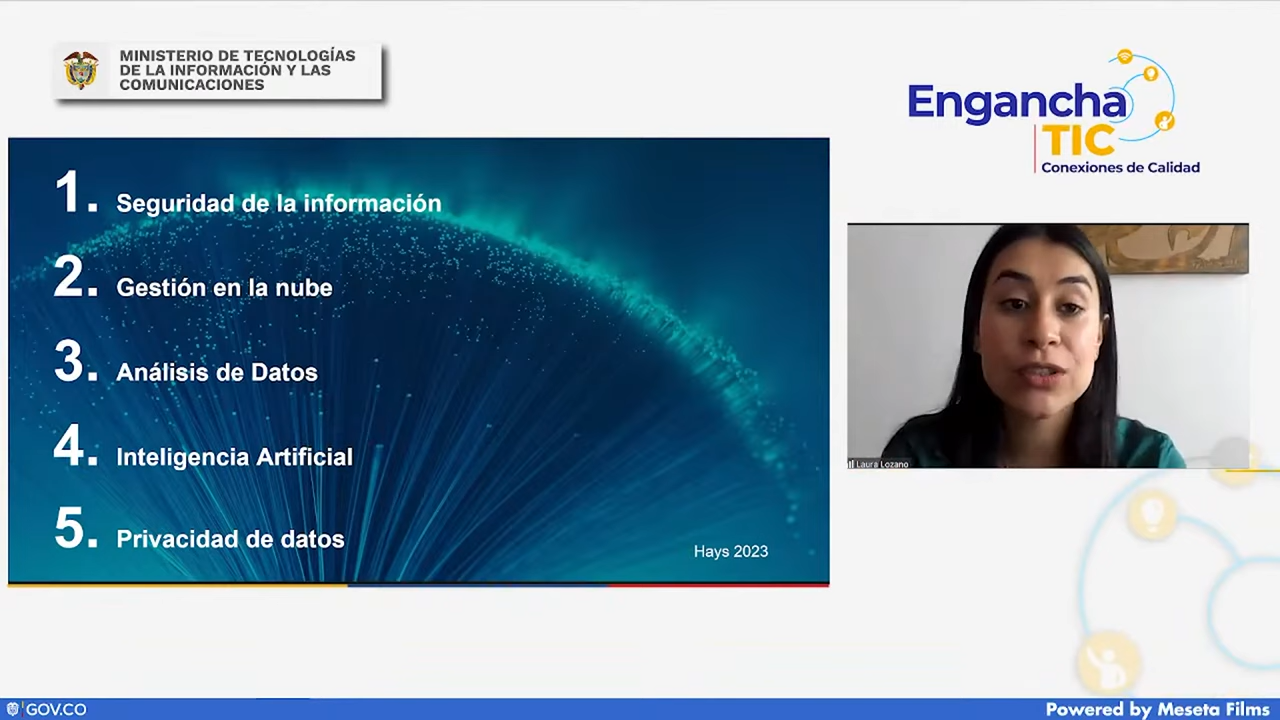 MINISTERIO DE TECNOLOGÍAS
DE LA INFORMACIÓN Y LAS
COMUNICACIONES
Engancha
TIC
Conexiones de Calidad
1. Seguridad de la información
2. Gestión en la nube
3. Análisis de Datos
4. Inteligencia Artificial
5. Privacidad de datos
Hays 2023
Laura Lozano
GOV.CO
Powered by Meseta Films